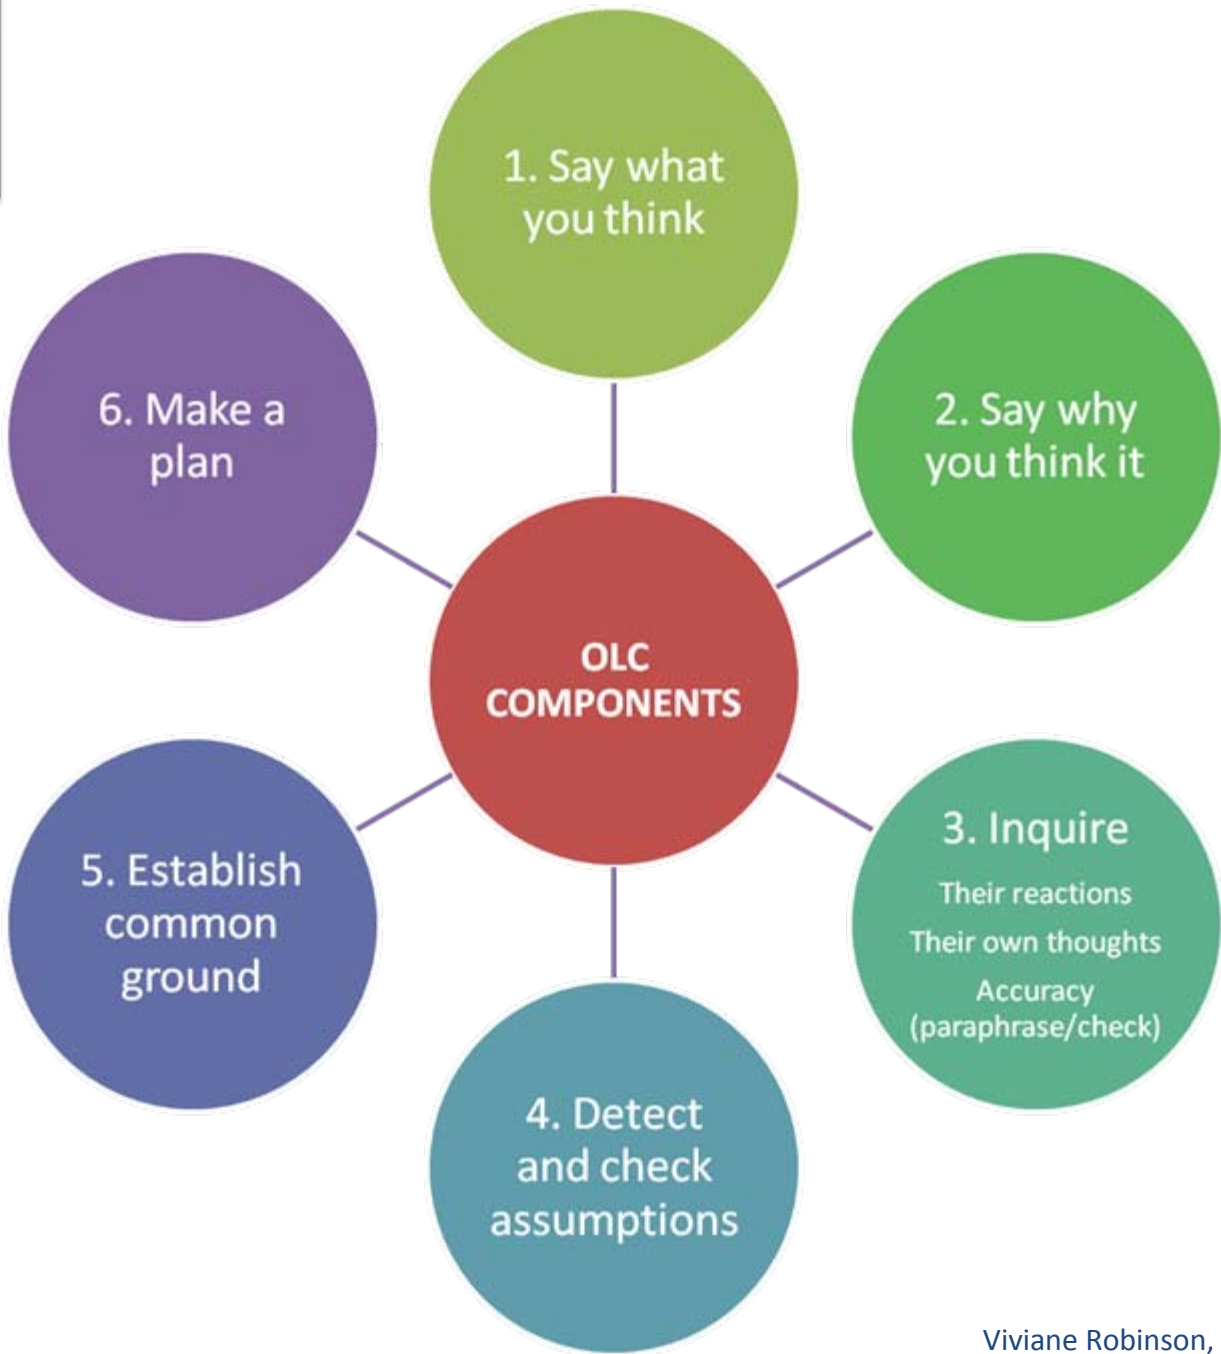 1. Say what
you think
2. Say why
you think it
3. Inquire
Their reactions
Their own thoughts
Accuracy
(paraphrase/check)
4. Detect
and check
assumptions
5. Establish
common
ground
6. Make a
plan
OLC
COMPONENTS
Viviane Robinson,